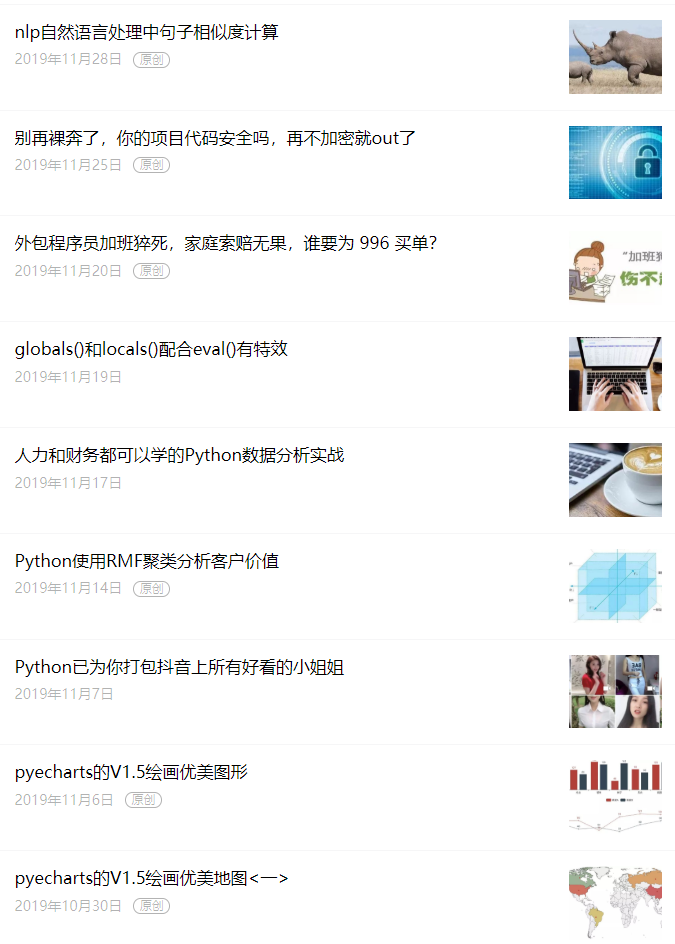 nlp自然语言处理中句子相似度计算
2019年11月28日 原创
别再裸奔了，你的项目代码安全吗，再不加密就out了
2019年11月25日 原创
外包程序员加班猝死，家庭索赔无果，谁要为 996 买单？
2019年11月20日 原创
“加班狗
伤不起
globals()和locals()配合eval()有特效
2019年11月19日
人力和财务都可以学的Python数据分析实战
2019年11月17日
Python使用RMF聚类分析客户价值
2019年11月14日 原创
Python已为你打包抖音上所有好看的小姐姐
2019年11月7日
pyecharts的V1.5绘画优美图形
2019年11月6日 原创
pyecharts的V1.5绘画优美地图<一>
2019年10月30日 原创